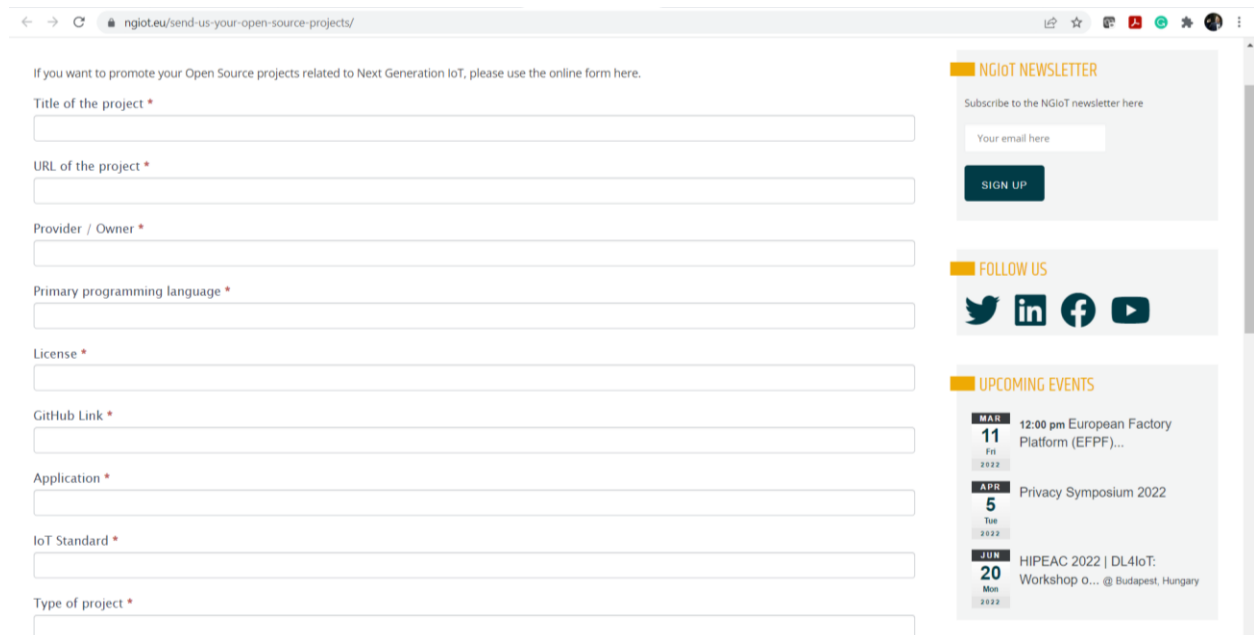 ngiot.eu/send-us-your-open-source-projects/
If you want to promote your Open Source projects related to Next Generation IoT, please use the online form here.
Title of the project *
URL of the project *
Provider / Owner *
Primary programming language *
License *
GitHub Link *
Application *
IoT Standard *
Type of project *
NGIoT NEWSLETTER
Subscribe to the NGIoT newsletter here
Your email here
SIGN UP
FOLLOW US
in
UPCOMING EVENTS
MAR
11
Fri
2022
12:00 pm European Factory
Platform (EFPF)...
APR
5
Tue
2022
Privacy Symposium 2022
JUN
20
Mon
2022
HIPEAC 2022 | DL4IoT:
Workshop o... @ Budapest, Hungary